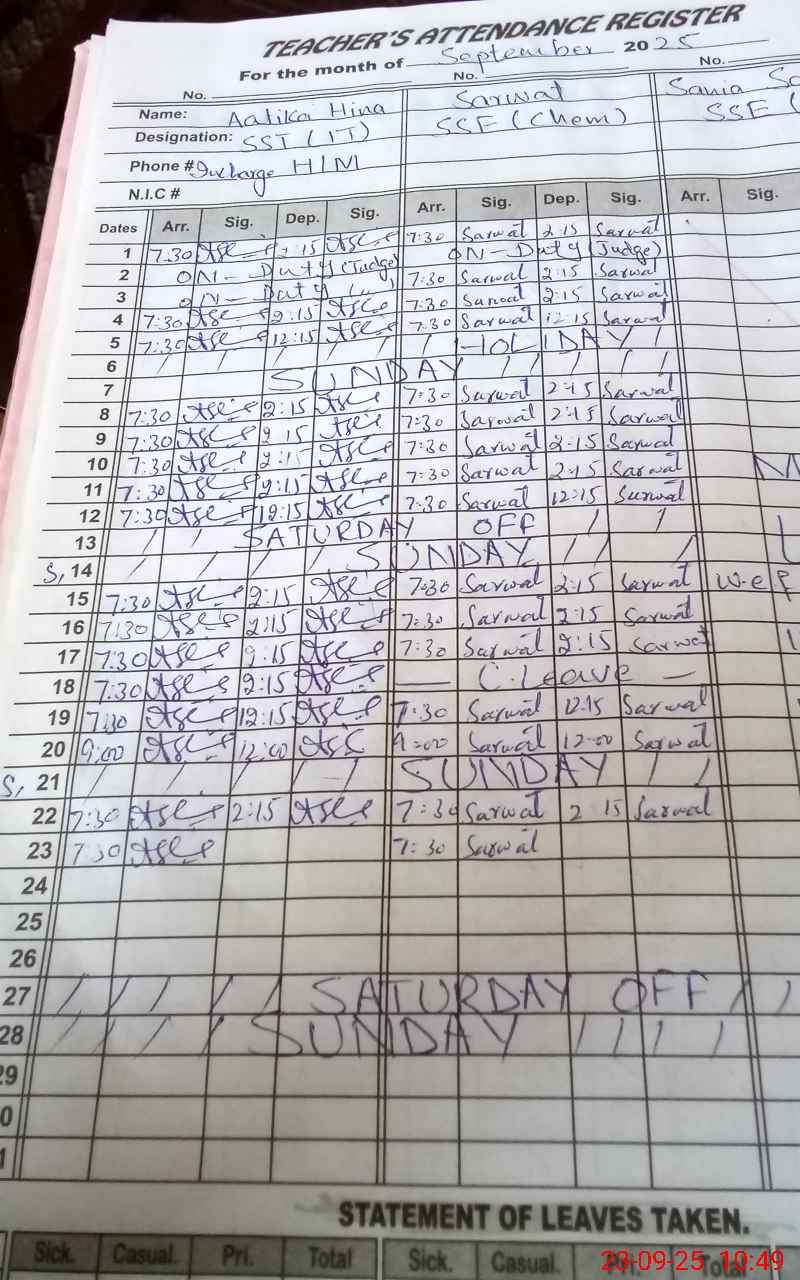 TEACHER'S ATTENDANCE REGISTER
For the month of September 2025
No. No. No.
Name: Aatika Hina Sarwat Sania
Designation: SST (IT) SSE (Chem) SSE (
Phone # Incharge HIM
N.I.C #
Dates Arr. Sig. Dep. Sig. Arr. Sig. Dep. Sig. Arr. Sig.
1 7:30 2:15 7:30 Sarwat 2:15 Sarwat
2 ON-Duty (Judge) ON-Duty (Judge)
3 ON-Duty 7:30 Sarwat 2:15 Sarwat
4 7:30 2:15 7:30 Sarwat 2:15 Sarwat
5 7:30 12:15 7:30 Sarwat 12:15 Sarwat
6 / / / / / / HOLIDAY /
7 SUNDAY / / / / /
8 7:30 2:15 7:30 Sarwat 2:15 Sarwat
9 7:30 2:15 7:30 Sarwat 2:15 Sarwat
10 7:30 2:15 7:30 Sarwat 2:15 Sarwat
11 7:30 2:15 7:30 Sarwat 2:15 Sarwat
12 7:30 12:15 7:30 Sarwat 12:15 Sarwat
13 / / SATURDAY OFF / /
S, 14 / / / / SUNDAY / / /
15 7:30 2:15 7:30 Sarwat 2:15 Sarwat w.e.f
16 7:30 2:15 7:30 Sarwat 2:15 Sarwat
17 7:30 2:15 7:30 Sarwat 2:15 Sarwat
18 7:30 2:15 — C.Leave —
19 7:30 12:15 7:30 Sarwat 12:15 Sarwat
20 9:00 12:00 9:00 Sarwat 12:00 Sarwat
S, 21 / / / / / SUNDAY / /
22 7:30 2:15 7:30 Sarwat 2:15 Sarwat
23 7:30 7:30 Sarwat
24
25
26
27 / / / / / SATURDAY OFF / /
28 / / / / SUNDAY / / / /
29
0
1
STATEMENT OF LEAVES TAKEN.
Sick. Casual. Pri. Total Sick. Casual. Pri. Total
23-09-25 10:49